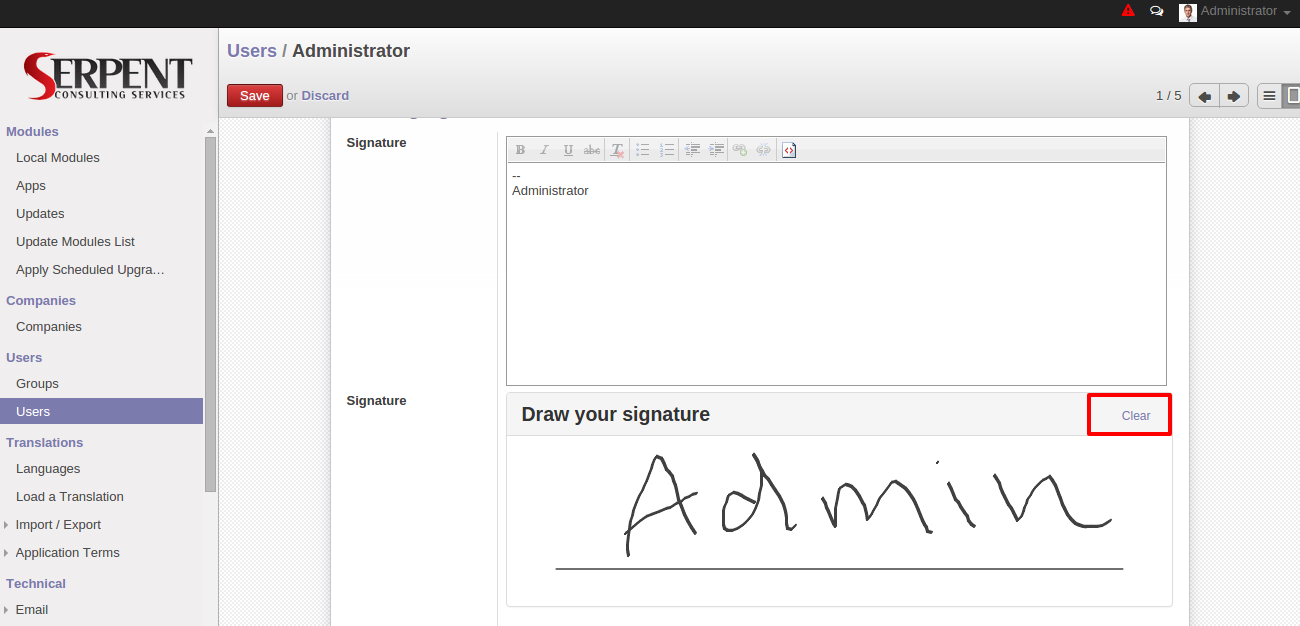 Administrator
SERPENT
CONSULTING SERVICES
Modules
Local Modules
Apps
Updates
Update Modules List
Apply Scheduled Upgra…
Companies
Companies
Users
Groups
Users
Translations
Languages
Load a Translation
Import / Export
Application Terms
Technical
Email
Users / Administrator
Save or Discard
1 / 5
Signature
B I U abc T
--
Administrator
Signature
Draw your signature
Clear
Admin